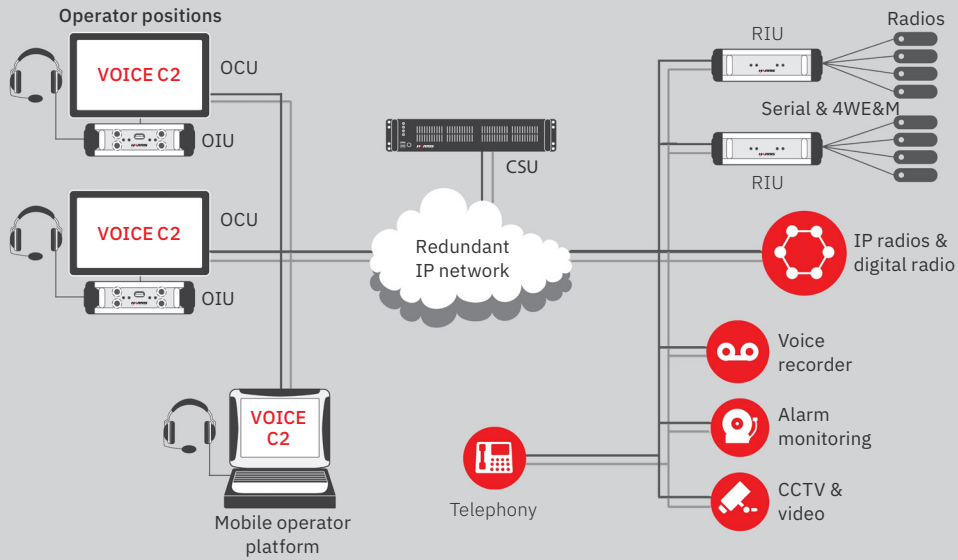 Operator positions
VOICE C2
OCU
OIU
VOICE C2
OCU
OIU
VOICE
C2
Mobile operator
platform
CSU
Redundant
IP network
Telephony
RIU
Radios
Serial & 4WE&M
RIU
IP radios &
digital radio
Voice
recorder
Alarm
monitoring
CCTV &
video